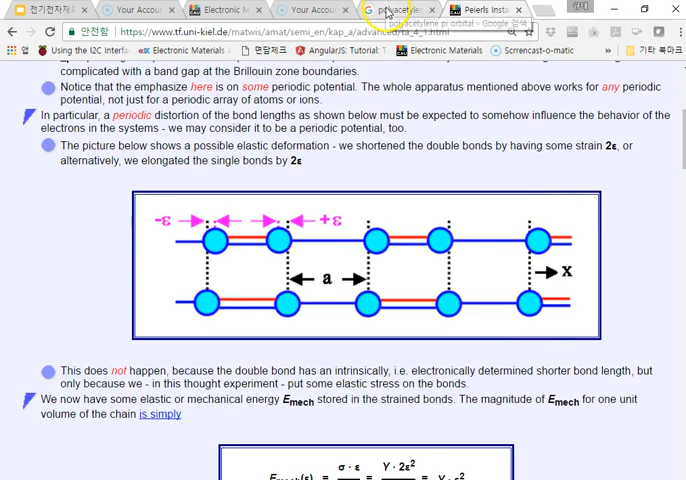 전기전자재료
Your Accoun
Electronic M
Your Accoun
polyacetylen
Peierls Insta
polyacetylene pi orbital - Google 검색
안전함
https://www.tf.uni-kiel.de/matwis/amat/semi_en/kap_a/advanced/ta_4_1.html
앱
Using the I2C Interfa
Electronic Materials
면담체크
AngularJS: Tutorial: T
Electronic Materials
Scrrencast-o-matic
»
기타 북마크
complicated with a band gap at the Brillouin zone boundaries.
Notice that the emphasize here is on some periodic potential. The whole apparatus mentioned above works for any periodic
potential, not just for a periodic array of atoms or ions.
In particular, a periodic distortion of the bond lengths as shown below must be expected to somehow influence the behavior of the
electrons in the systems - we may consider it to be a periodic potential, too.
The picture below shows a possible elastic deformation - we shortened the double bonds by having some strain 2ε, or
alternatively, we elongated the single bonds by 2ε
-ε
+ε
a
x
This does not happen, because the double bond has an intrinsically, i.e. electronically determined shorter bond length, but
only because we - in this thought experiment - put some elastic stress on the bonds.
We now have some elastic or mechanical energy Emech stored in the strained bonds. The magnitude of Emech for one unit
volume of the chain is simply
σ · ε Y · 2ε²
Emech(ε) = = = Y · ε²